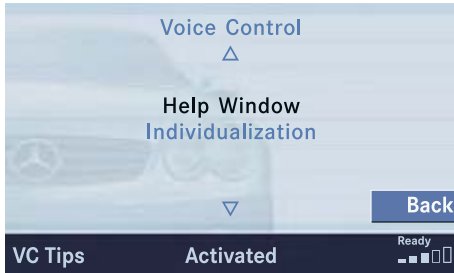 Voice Control
Help Window
Individualization
Back
VC Tips Activated Ready